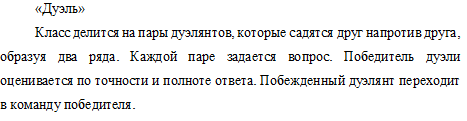 «Дуэль»
Класс делится на пары дуэлянтов, которые садятся друг напротив друга,
образуя два ряда. Каждой паре задается вопрос. Победитель дуэли
оценивается по точности и полноте ответа. Побежденный дуэлянт переходит
в команду победителя.